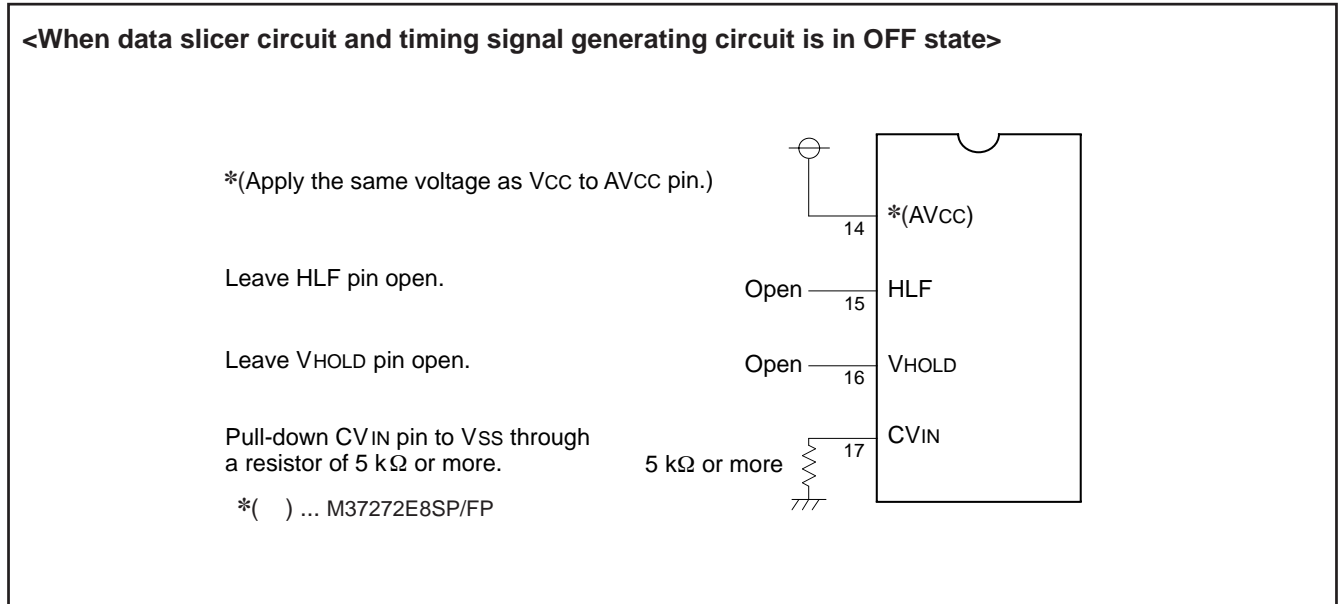 <When data slicer circuit and timing signal generating circuit is in OFF state>
*(Apply the same voltage as VCC to AVCC pin.)
14 *(AVCC)
Leave HLF pin open.
Open 15 HLF
Leave VHOLD pin open.
Open 16 VHOLD
Pull-down CVIN pin to VSS through
a resistor of 5 kΩ or more.
5 kΩ or more 17 CVIN
*( ) ... M37272E8SP/FP